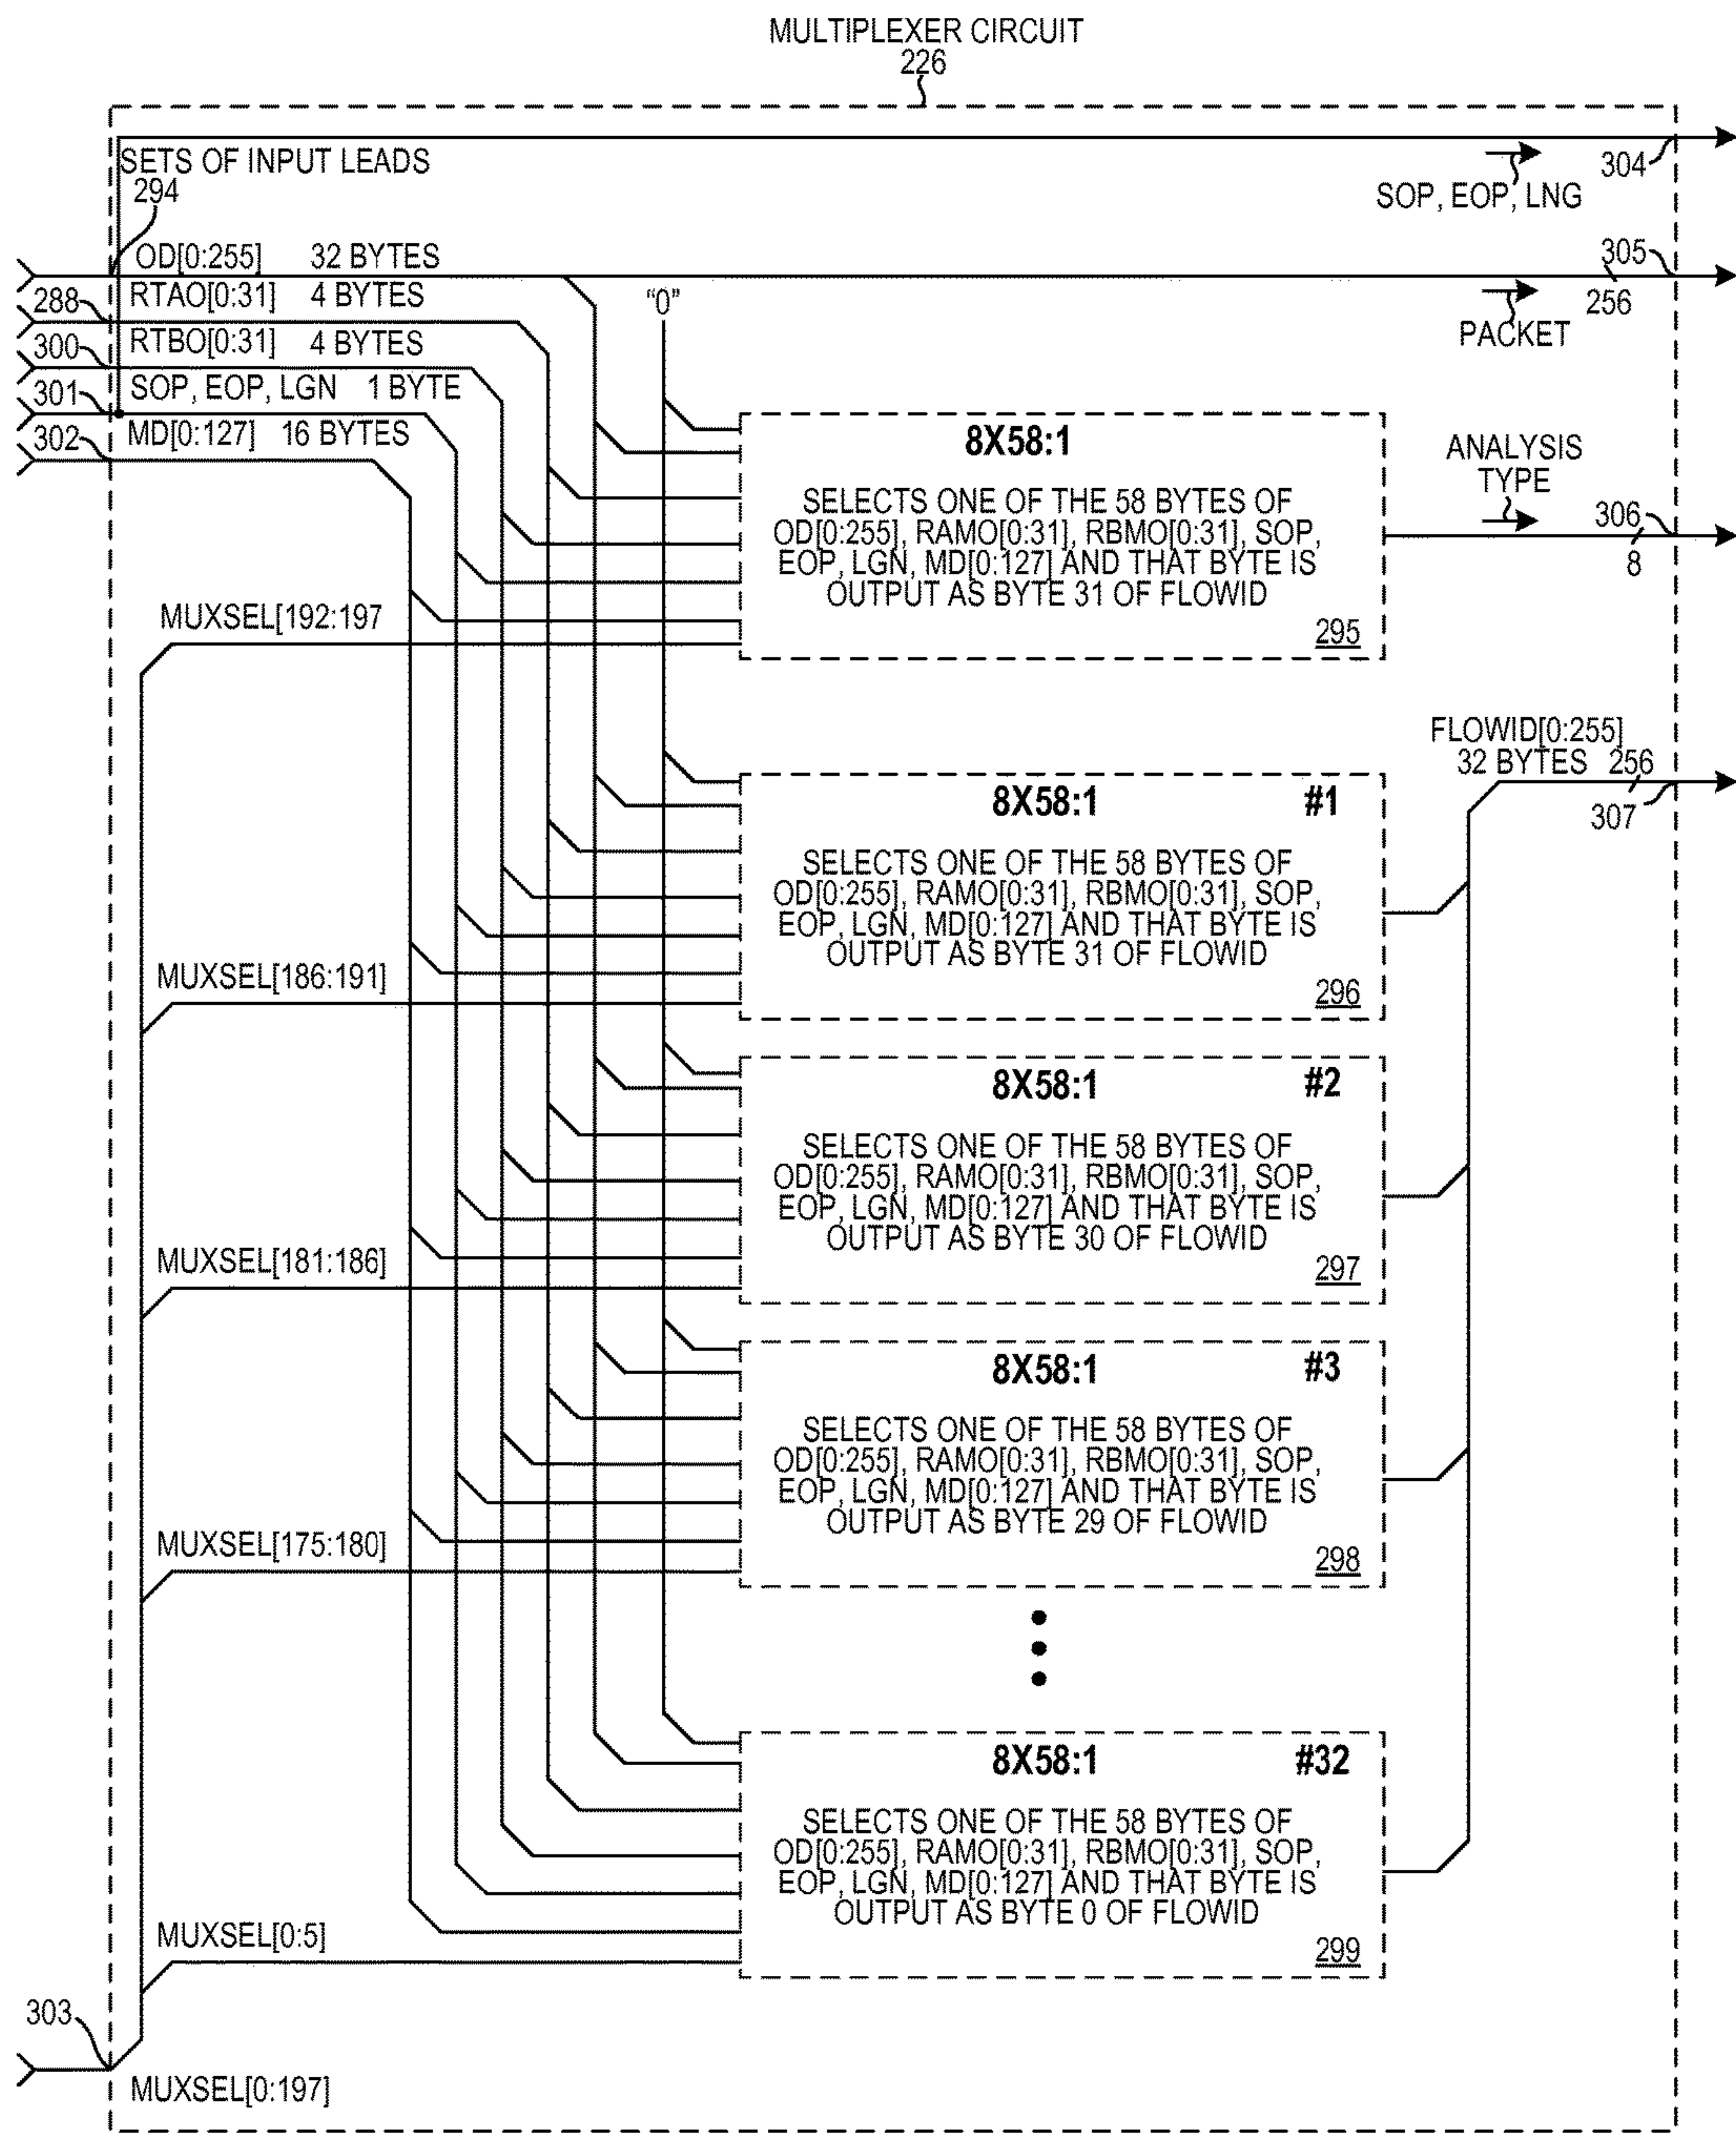 MULTIPLEXER CIRCUIT
226
SETS OF INPUT LEADS
294
304
SOP, EOP, LNG
OD[0:255] 32 BYTES
305
256
PACKET
288
RTAO[0:31] 4 BYTES
"0"
300
RTBO[0:31] 4 BYTES
301
SOP, EOP, LGN 1 BYTE
302
MD[0:127] 16 BYTES
8X58:1
SELECTS ONE OF THE 58 BYTES OF
OD[0:255], RAMO[0:31], RBMO[0:31], SOP,
EOP, LGN, MD[0:127] AND THAT BYTE IS
OUTPUT AS BYTE 31 OF FLOWID
295
ANALYSIS
TYPE
306
8
MUXSEL[192:197
FLOWID[0:255]
32 BYTES 256
307
8X58:1 #1
SELECTS ONE OF THE 58 BYTES OF
OD[0:255], RAMO[0:31], RBMO[0:31], SOP,
EOP, LGN, MD[0:127] AND THAT BYTE IS
OUTPUT AS BYTE 31 OF FLOWID
296
MUXSEL[186:191]
8X58:1 #2
SELECTS ONE OF THE 58 BYTES OF
OD[0:255], RAMO[0:31], RBMO[0:31], SOP,
EOP, LGN, MD[0:127] AND THAT BYTE IS
OUTPUT AS BYTE 30 OF FLOWID
297
MUXSEL[181:186]
8X58:1 #3
SELECTS ONE OF THE 58 BYTES OF
OD[0:255], RAMO[0:31], RBMO[0:31], SOP,
EOP, LGN, MD[0:127] AND THAT BYTE IS
OUTPUT AS BYTE 29 OF FLOWID
298
MUXSEL[175:180]
8X58:1 #32
SELECTS ONE OF THE 58 BYTES OF
OD[0:255], RAMO[0:31], RBMO[0:31], SOP,
EOP, LGN, MD[0:127] AND THAT BYTE IS
OUTPUT AS BYTE 0 OF FLOWID
299
MUXSEL[0:5]
303
MUXSEL[0:197]